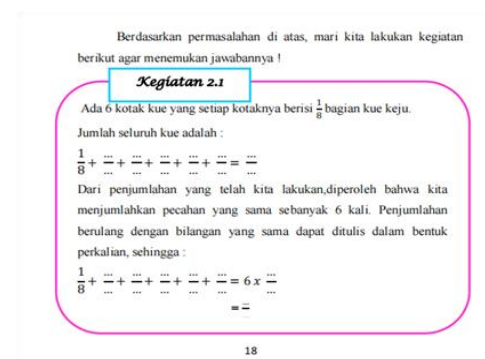 Berdasarkan permasalahan di atas, mari kita lakukan kegiatan
berikut agar menemukan jawabannya !
Kegiatan 2.1
Ada 6 kotak kue yang setiap kotaknya berisi 1/8 bagian kue keju.
Jumlah seluruh kue adalah :
1/8 + .../... + .../... + .../... + .../... + .../... = .../...
Dari penjumlahan yang telah kita lakukan,diperoleh bahwa kita
menjumlahkan pecahan yang sama sebanyak 6 kali. Penjumlahan
berulang dengan bilangan yang sama dapat ditulis dalam bentuk
perkalian, sehingga :
1/8 + .../... + .../... + .../... + .../... + .../... = 6 x .../...
= .../...
18